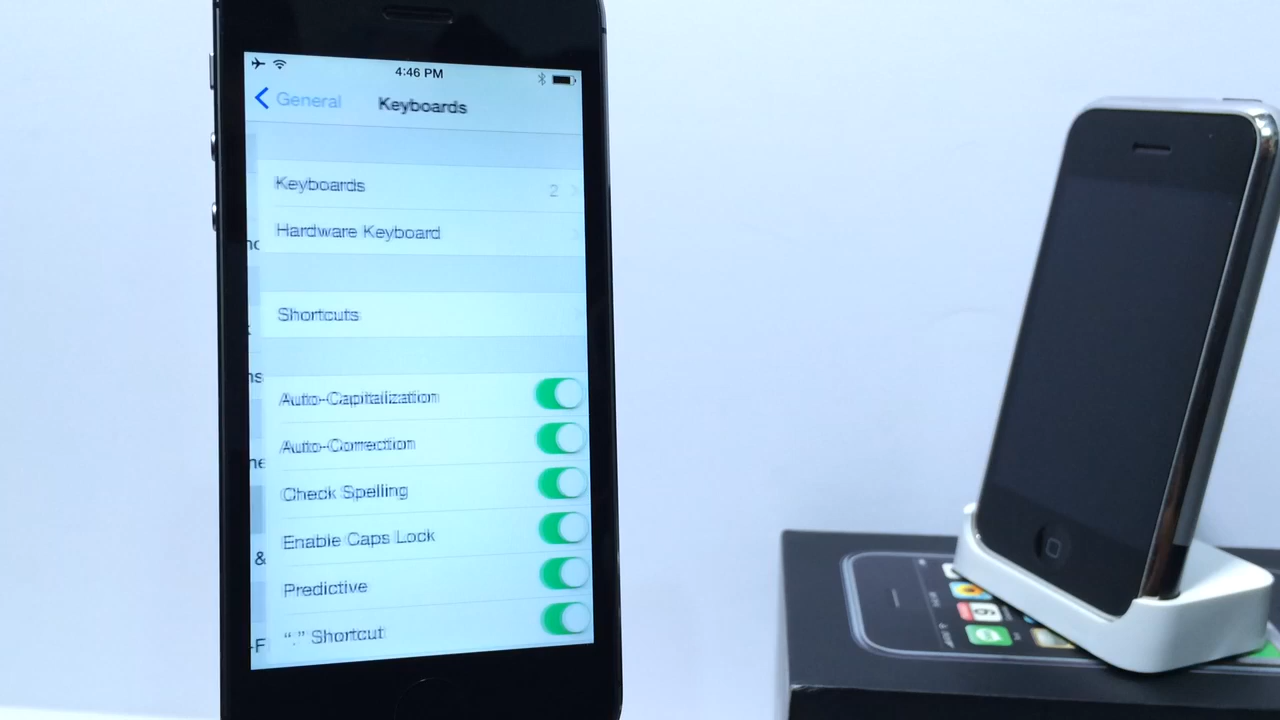 4:46 PM
General
Keyboards
Keyboards 2
Hardware Keyboard
Shortcuts
Auto-Capitalization
Auto-Correction
Check Spelling
Enable Caps Lock
Predictive
“.” Shortcut